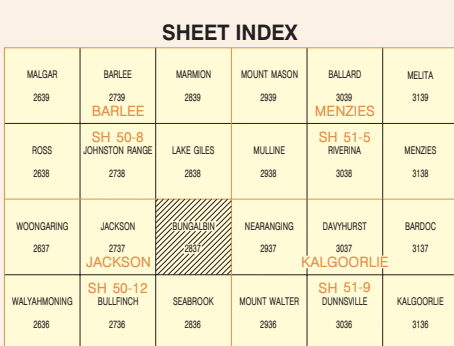 SHEET INDEX
MALGAR BARLEE MARMION MOUNT MASON BALLARD MELITA
2639 2739 2839 2939 3039 3139
BARLEE MENZIES
SH 50-8 SH 51-5
ROSS JOHNSTON RANGE LAKE GILES MULLINE RIVERINA MENZIES
2638 2738 2838 2938 3038 3138
WOONGARING JACKSON BUNGALBIN NEARANGING DAVYHURST BARDOC
2637 2737 2837 2937 3037 3137
JACKSON KALGOORLIE
SH 50-12 SH 51-9
WALYAHMONING BULLFINCH SEABROOK MOUNT WALTER DUNNSVILLE KALGOORLIE
2636 2736 2836 2936 3036 3136